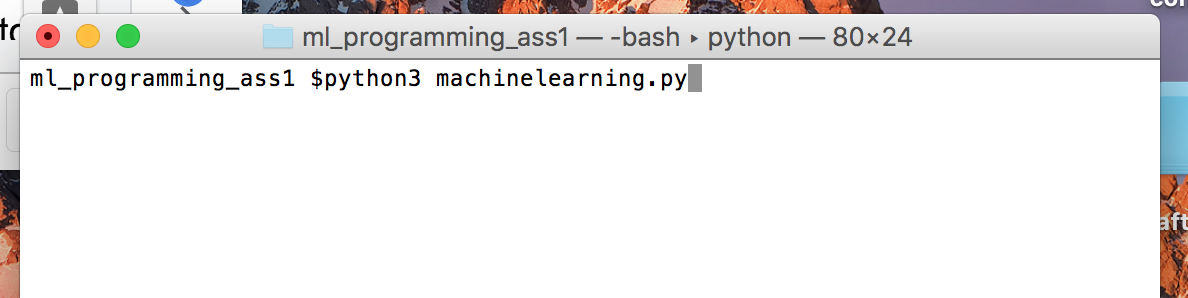 ml_programming_ass1 — -bash ▸ python — 80×24
ml_programming_ass1 $python3 machinelearning.py